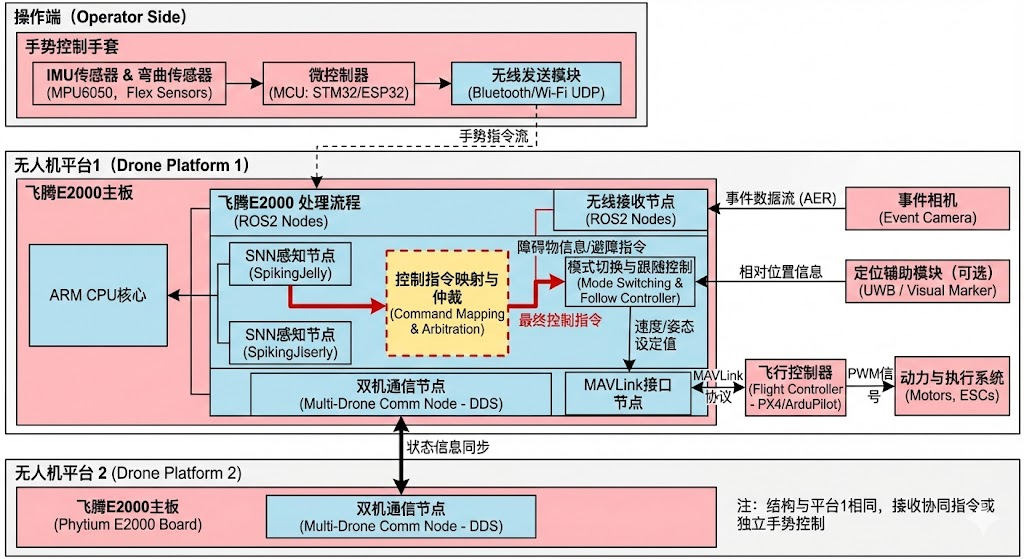 操作端（Operator Side）
手势控制手套
IMU传感器 & 弯曲传感器
(MPU6050，Flex Sensors)
微控制器
(MCU: STM32/ESP32)
无线发送模块
(Bluetooth/Wi-Fi UDP)
手势指令流
无人机平台1（Drone Platform 1）
飞腾E2000主板
ARM CPU核心
飞腾E2000 处理流程
(ROS2 Nodes)
无线接收节点
(ROS2 Nodes)
事件数据流 (AER)
事件相机
(Event Camera)
SNN感知节点
(SpikingJelly)
SNN感知节点
(SpikingJiserly)
控制指令映射与
仲裁
(Command Mapping
& Arbitration)
障碍物信息/避障指令
模式切换与跟随控制
(Mode Switching &
Follow Controller)
最终控制指令
相对位置信息
定位辅助模块（可选）
(UWB / Visual Marker)
速度/姿态
设定值
双机通信节点
(Multi-Drone Comm Node - DDS)
MAVLink接口
节点
MAVLink
协议
飞行控制器
(Flight Controller
- PX4/ArduPilot)
PWM信
号
动力与执行系统
(Motors, ESCs)
状态信息同步
无人机平台 2 (Drone Platform 2)
飞腾E2000主板
(Phytium E2000 Board)
双机通信节点
(Multi-Drone Comm Node - DDS)
注：结构与平台1相同，接收协同指令或
独立手势控制